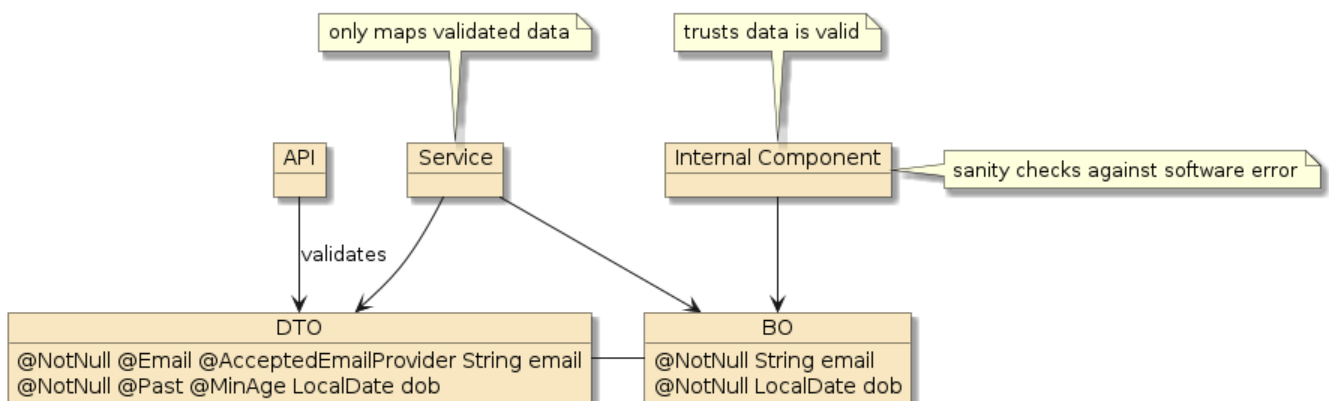 only maps validated data
trusts data is valid
API
Service
Internal Component
sanity checks against software error
validates
DTO
@NotNull @Email @AcceptedEmailProvider String email
@NotNull @Past @MinAge LocalDate dob
BO
@NotNull String email
@NotNull LocalDate dob